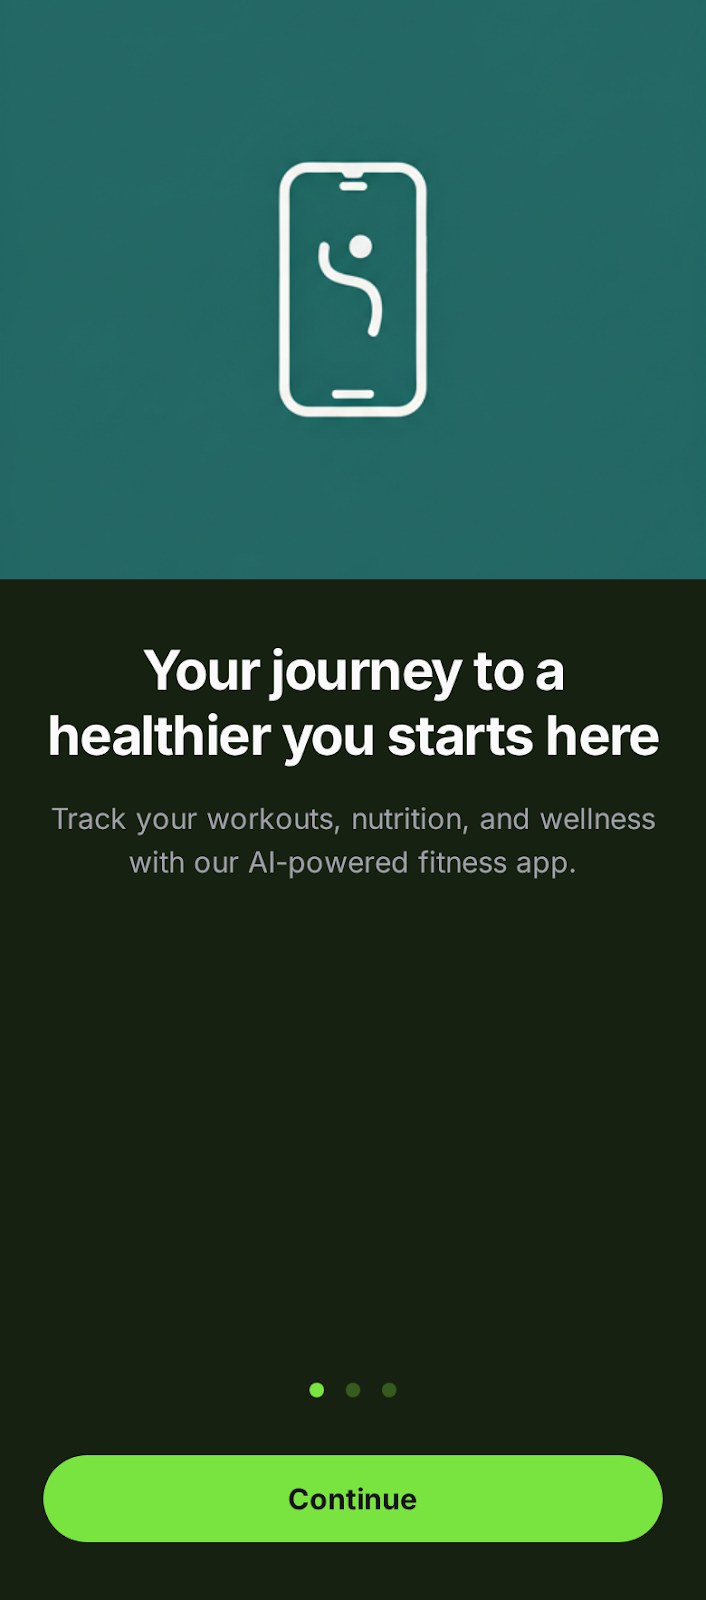 Your journey to a
healthier you starts here
Track your workouts, nutrition, and wellness
with our AI-powered fitness app.
Continue